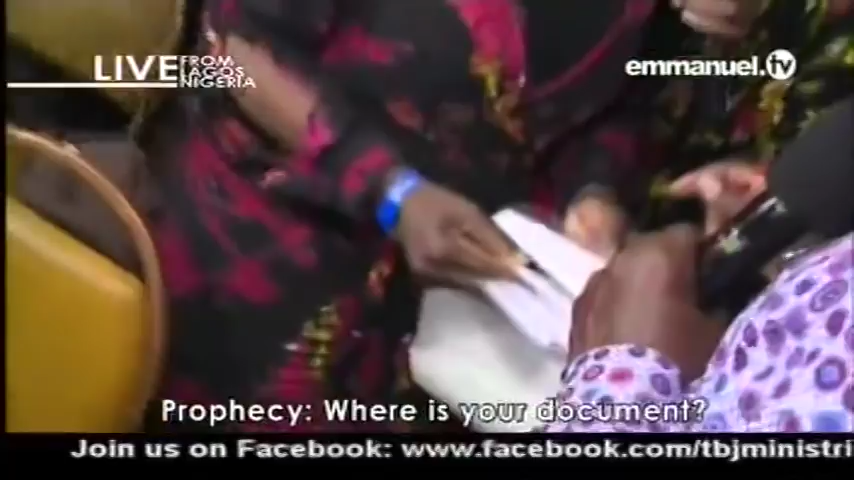 LIVE FROM LAGOS NIGERIA
emmanuel.tv
Prophecy: Where is your document?
Join us on Facebook: www.facebook.com/tbjministri